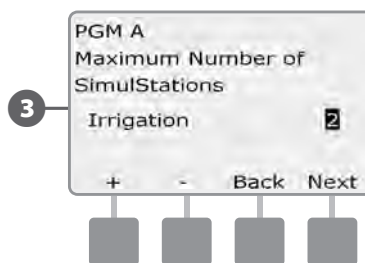 PGM A
Maximum Number of
SimulStations
Irrigation 2
+ - Back Next
3